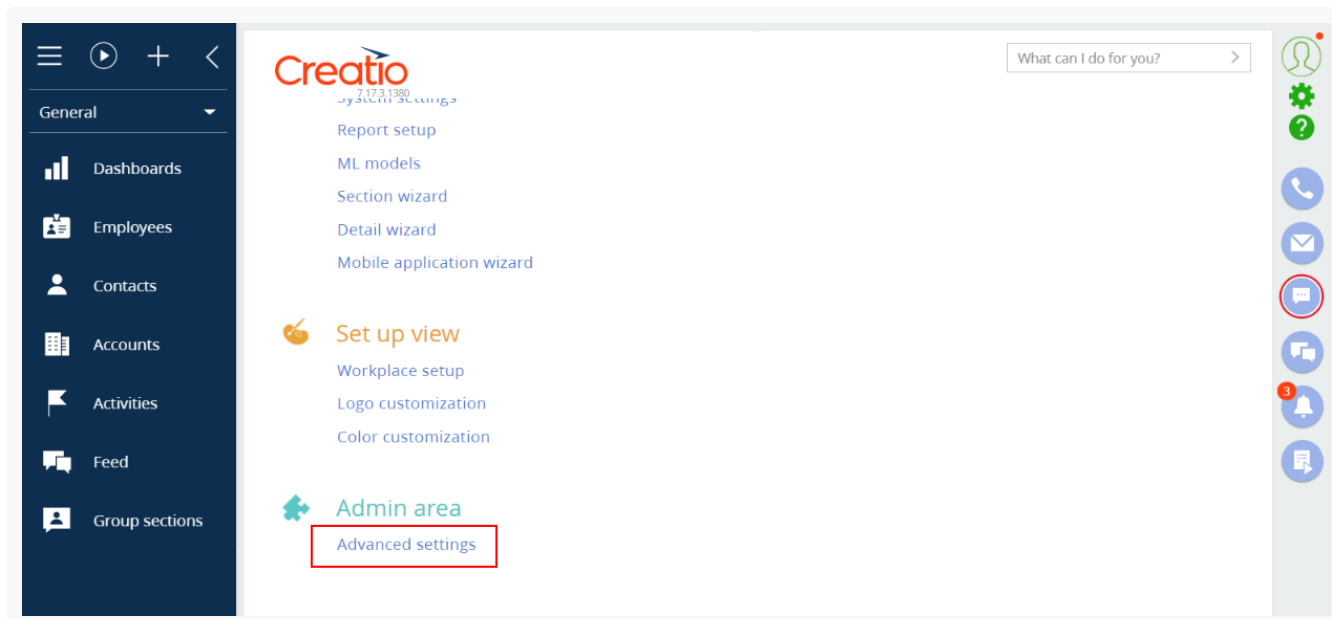 General
Dashboards
Employees
Contacts
Accounts
Activities
Feed
Group sections
Creatio
7.17.3.1380
What can I do for you?
System settings
Report setup
ML models
Section wizard
Detail wizard
Mobile application wizard
Set up view
Workplace setup
Logo customization
Color customization
Admin area
Advanced settings
?
3